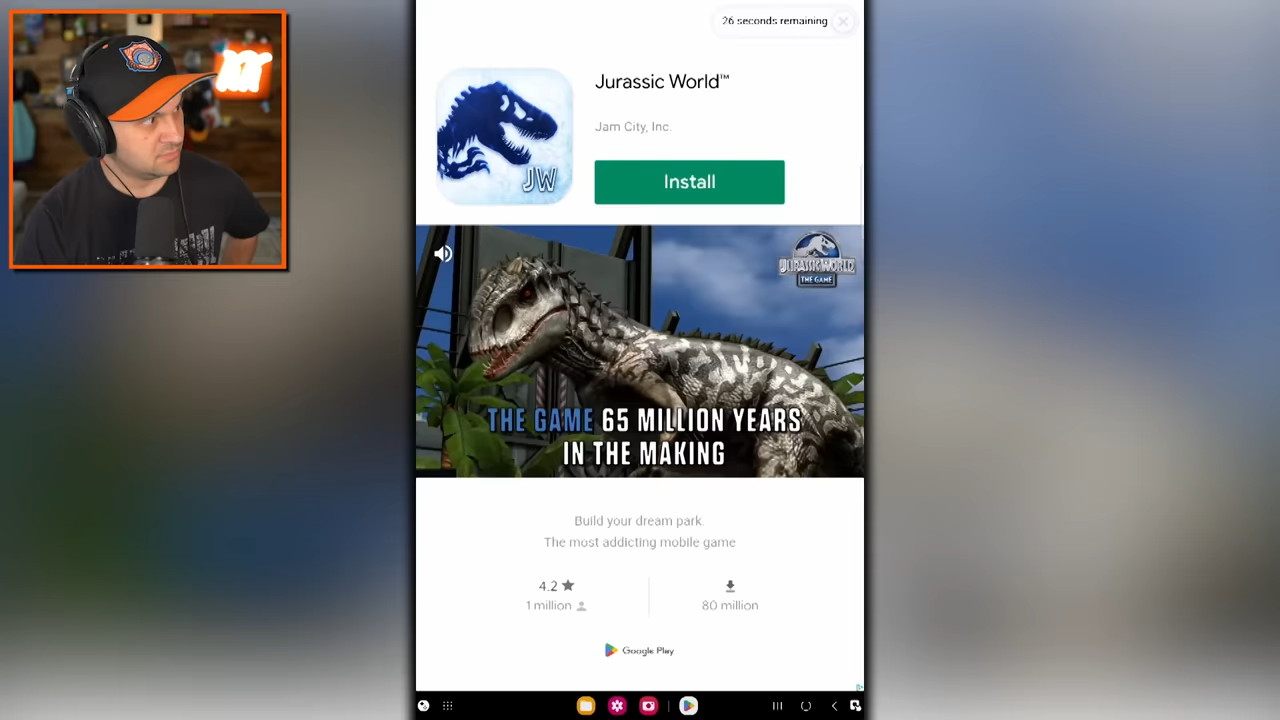 26 seconds remaining
Jurassic World™
Jam City, Inc.
Install
JW
JURASSIC WORLD
THE GAME
THE GAME 65 MILLION YEARS
IN THE MAKING
Build your dream park.
The most addicting mobile game
4.2
1 million
80 million
Google Play